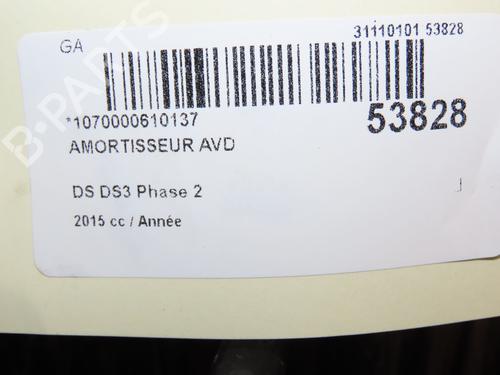 GA
31110101 53828
*1070000610137
53828
AMORTISSEUR AVD
DS DS3 Phase 2
2015 cc / Année
B-PARTS